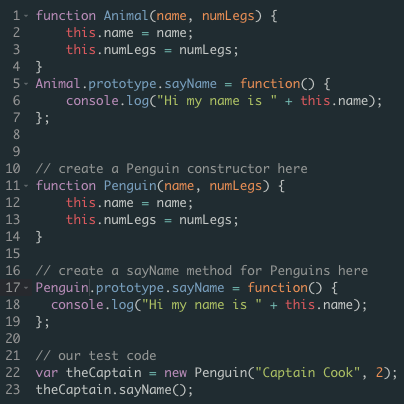 1 function Animal(name, numLegs) {
2     this.name = name;
3     this.numLegs = numLegs;
4 }
5 Animal.prototype.sayName = function() {
6     console.log("Hi my name is " + this.name);
7 };
8
9
10 // create a Penguin constructor here
11 function Penguin(name, numLegs) {
12     this.name = name;
13     this.numLegs = numLegs;
14 }
15
16 // create a sayName method for Penguins here
17 Penguin.prototype.sayName = function() {
18   console.log("Hi my name is " + this.name);
19 };
20
21 // our test code
22 var theCaptain = new Penguin("Captain Cook", 2);
23 theCaptain.sayName();